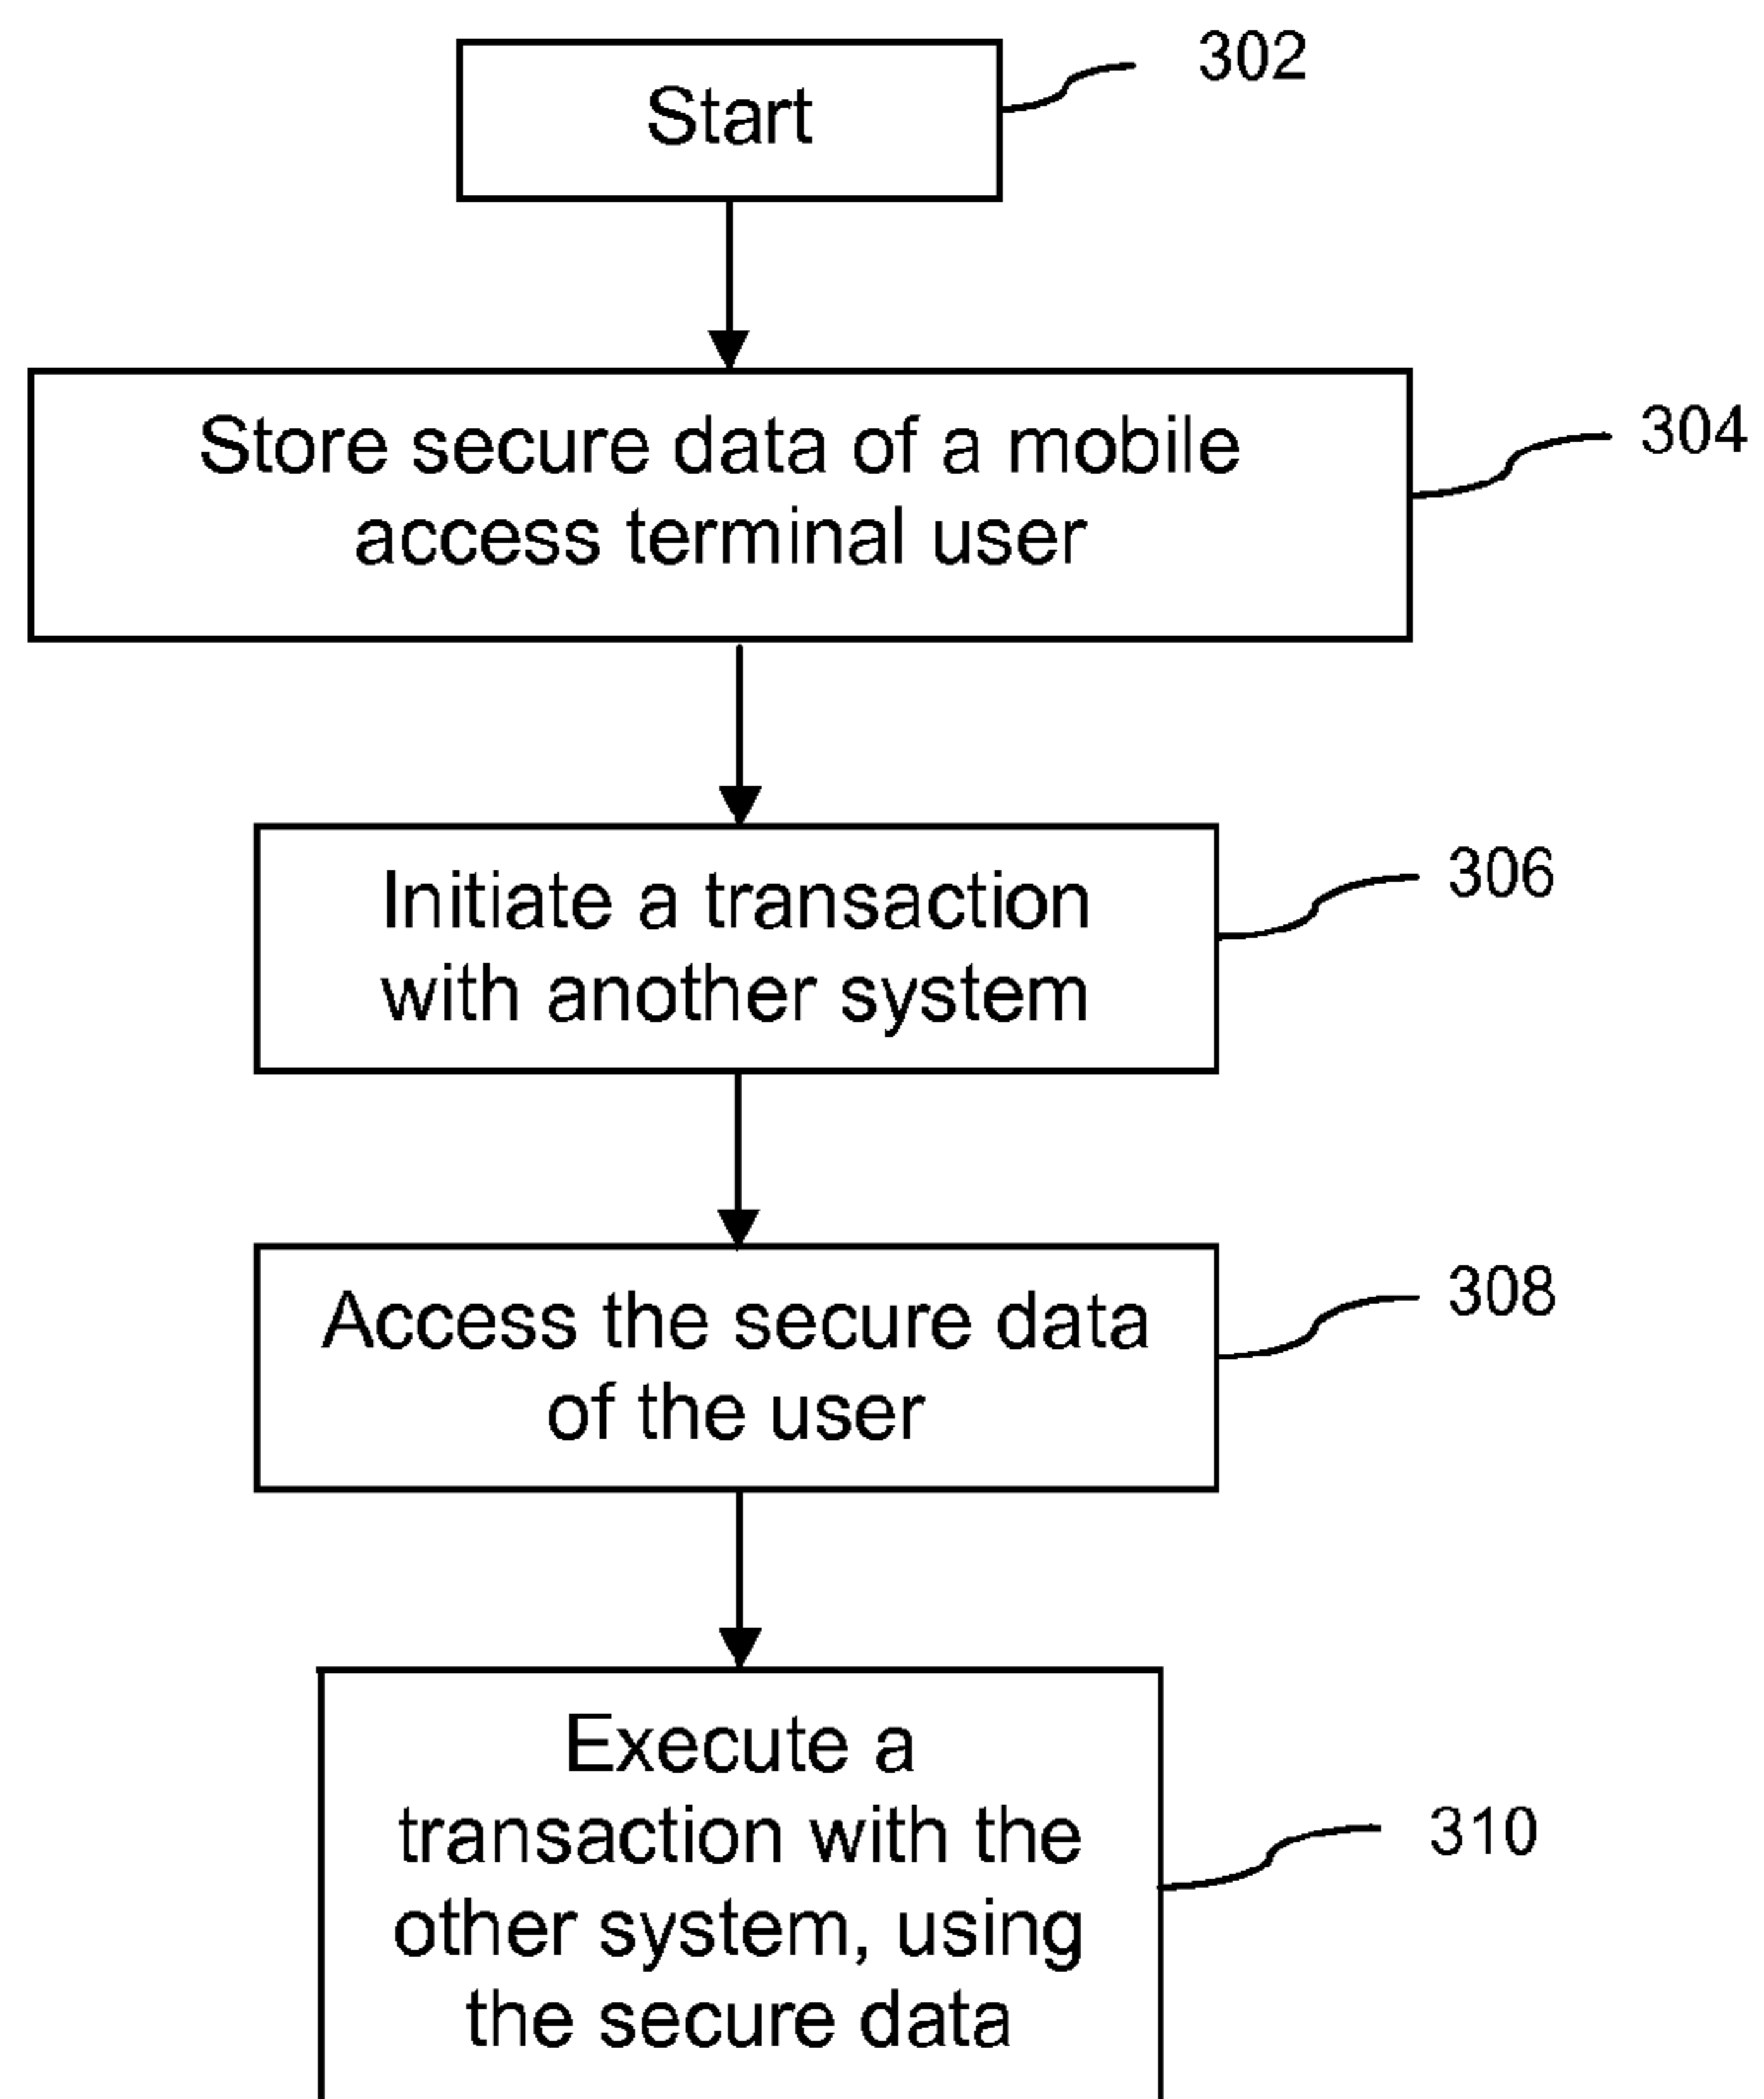 Start
302
Store secure data of a mobile
access terminal user
304
Initiate a transaction
with another system
306
Access the secure data
of the user
308
Execute a
transaction with the
other system, using
the secure data
310